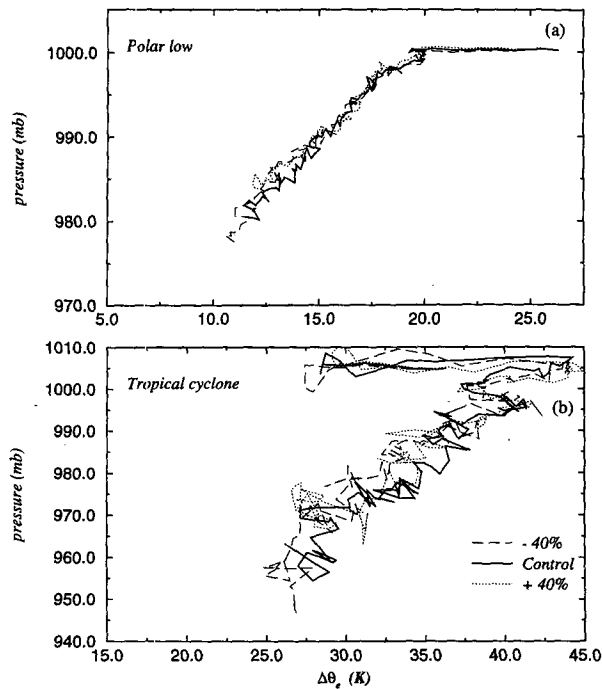 (a)
Polar low
1000.0
990.0
980.0
970.0
pressure (mb)
5.0 10.0 15.0 20.0 25.0
1010.0
1000.0
990.0
980.0
970.0
960.0
950.0
940.0
pressure (mb)
Tropical cyclone
(b)
- 40%
Control
+ 40%
15.0 20.0 25.0 30.0 35.0 40.0 45.0
Δθe (K)